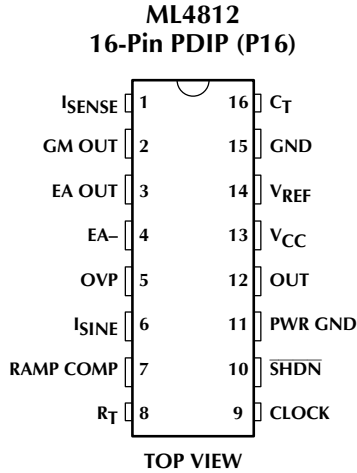 ML4812
16-Pin PDIP (P16)
ISENSE 1 16 CT
GM OUT 2 15 GND
EA OUT 3 14 VREF
EA– 4 13 VCC
OVP 5 12 OUT
ISINE 6 11 PWR GND
RAMP COMP 7 10 SHDN
RT 8 9 CLOCK
TOP VIEW